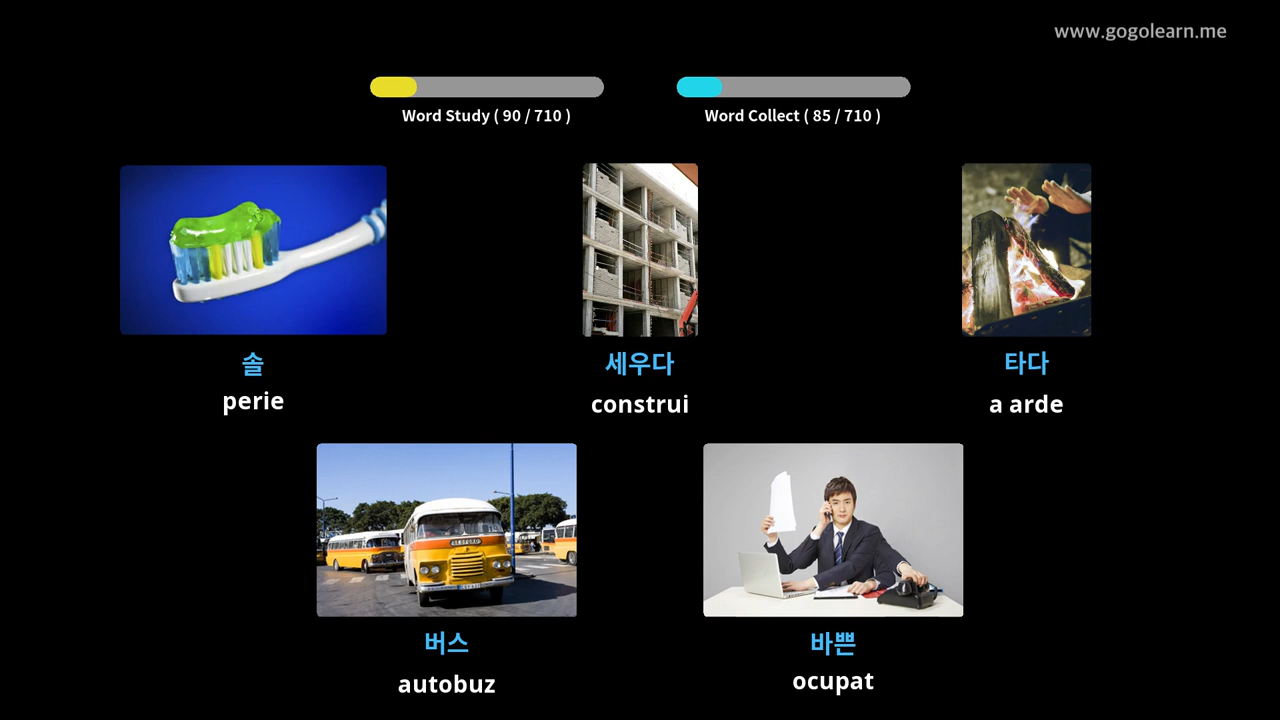 www.gogolearn.me
Word Study ( 90 / 710 )
Word Collect ( 85 / 710 )
솔
perie
세우다
construi
타다
a arde
버스
autobuz
바쁜
ocupat